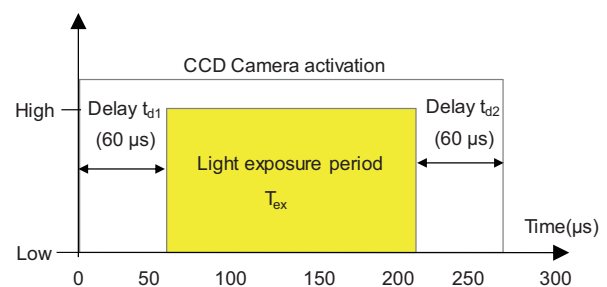 CCD Camera activation
High
Delay td1
(60 µs)
Delay td2
(60 µs)
Light exposure period
Tex
Time(µs)
Low
0 50 100 150 200 250 300